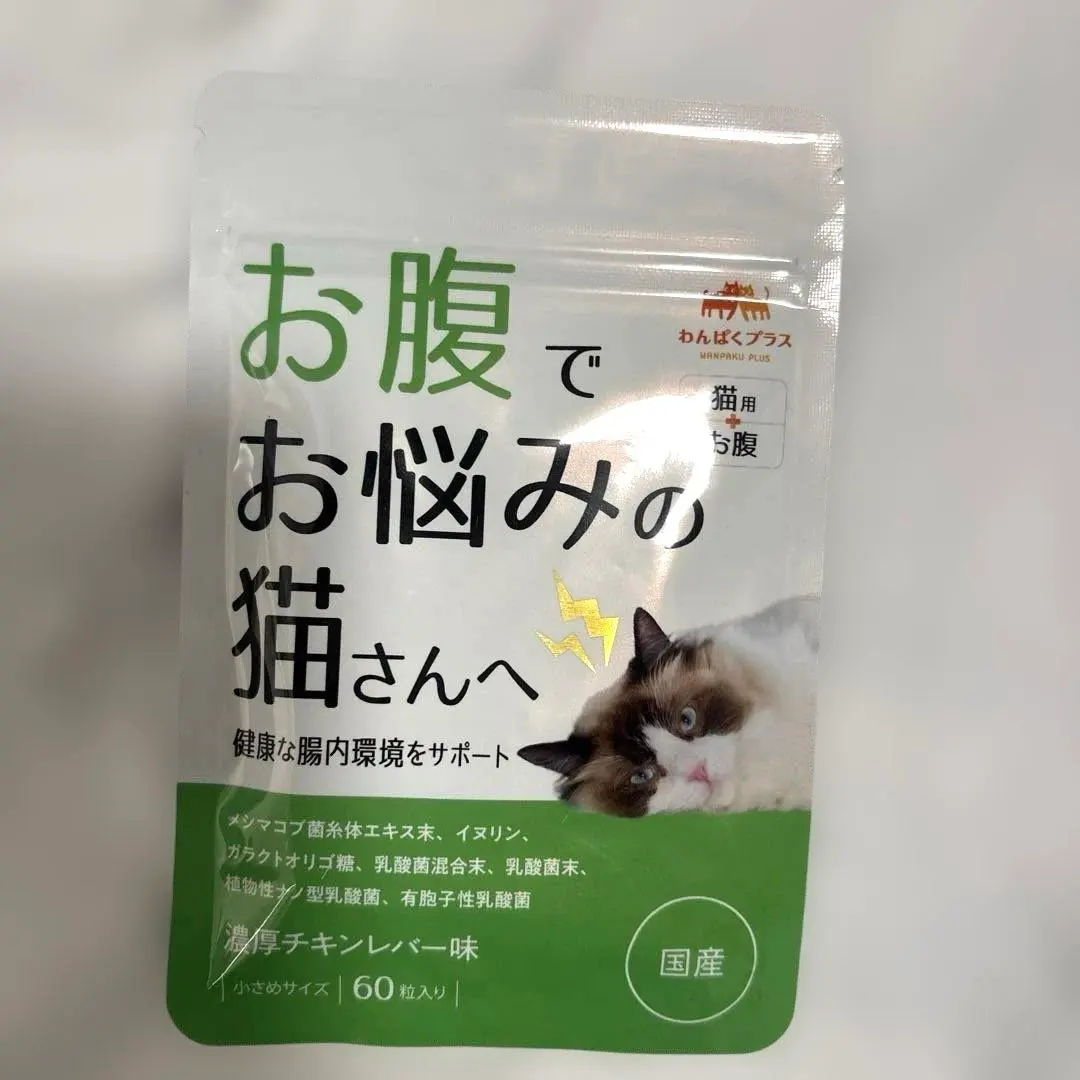 お腹で
お悩みの
猫さんへ
健康な腸内環境をサポート
わんぱくプラス
WANPAKU PLUS
猫用
+
お腹
メシマコブ菌糸体エキス末、イヌリン、
ガラクトオリゴ糖、乳酸菌混合末、乳酸菌末、
植物性ナノ型乳酸菌、有胞子性乳酸菌
濃厚チキンレバー味
小さめサイズ 60粒入り
国産